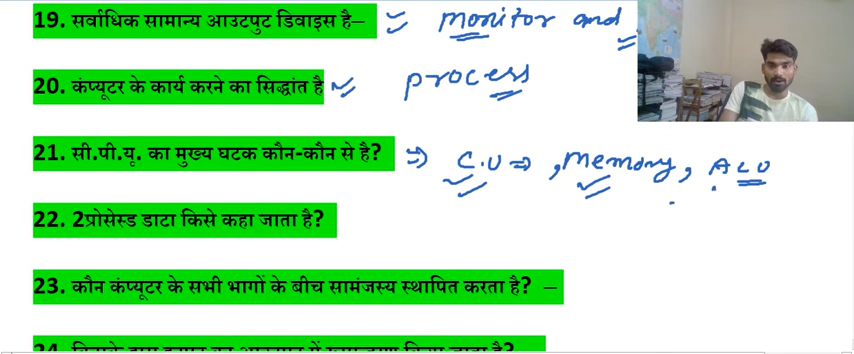 19. सर्वाधिक सामान्य आउटपुट डिवाइस है– monitor and
20. कंप्यूटर के कार्य करने का सिद्धांत है process
21. सी.पी.यू. का मुख्य घटक कौन-कौन से है? ⇒ C.U ⇒, memory, ALU
22. 2प्रोसेस्ड डाटा किसे कहा जाता है?
23. कौन कंप्यूटर के सभी भागों के बीच सामंजस्य स्थापित करता है? –
24.